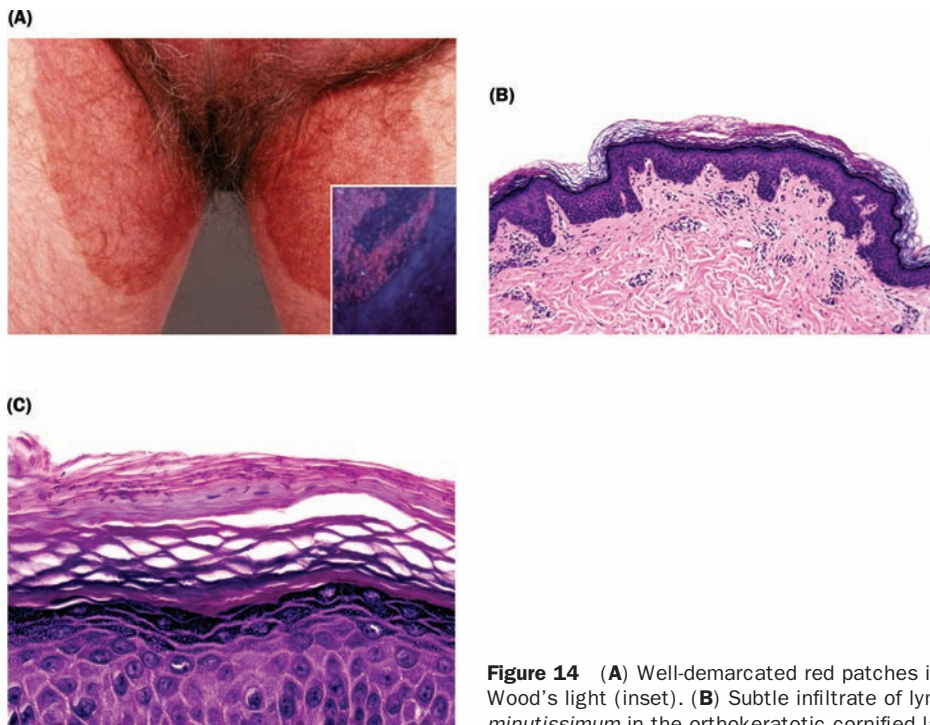 (A)
(B)
(C)
Figure 14 (A) Well-demarcated red patches
Wood's light (inset). (B) Subtle infiltrate of
minutissimum in the orthokeratotic cornified